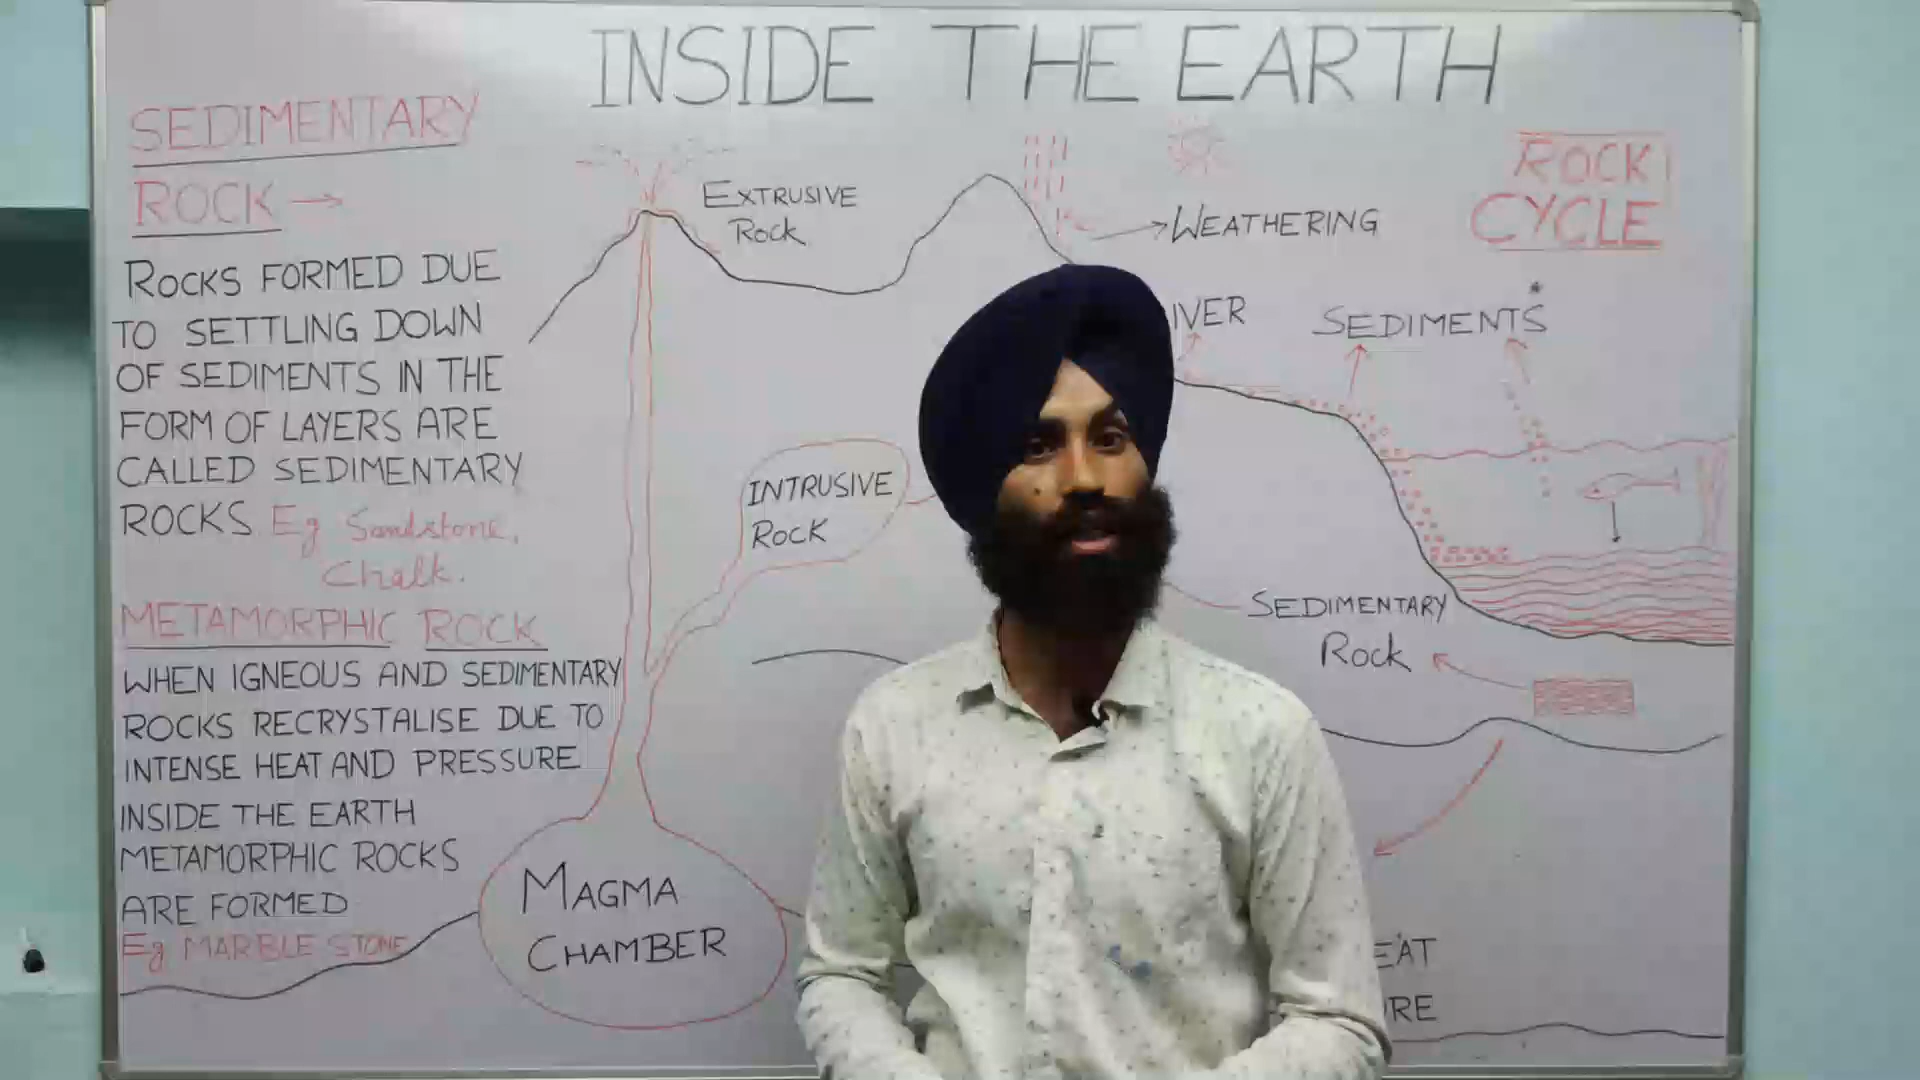 INSIDE THE EARTH
SEDIMENTARY
ROCK →
ROCKS FORMED DUE
TO SETTLING DOWN
OF SEDIMENTS IN THE
FORM OF LAYERS ARE
CALLED SEDIMENTARY
ROCKS Eg Sandstone,
Chalk.
METAMORPHIC ROCK
WHEN IGNEOUS AND SEDIMENTARY
ROCKS RECRYSTALISE DUE TO
INTENSE HEAT AND PRESSURE
INSIDE THE EARTH
METAMORPHIC ROCKS
ARE FORMED
Eg MARBLE STONE
EXTRUSIVE
ROCK
INTRUSIVE
ROCK
MAGMA
CHAMBER
WEATHERING
ROCK
CYCLE
IVER
SEDIMENTS
SEDIMENTARY
ROCK
EAT
RE